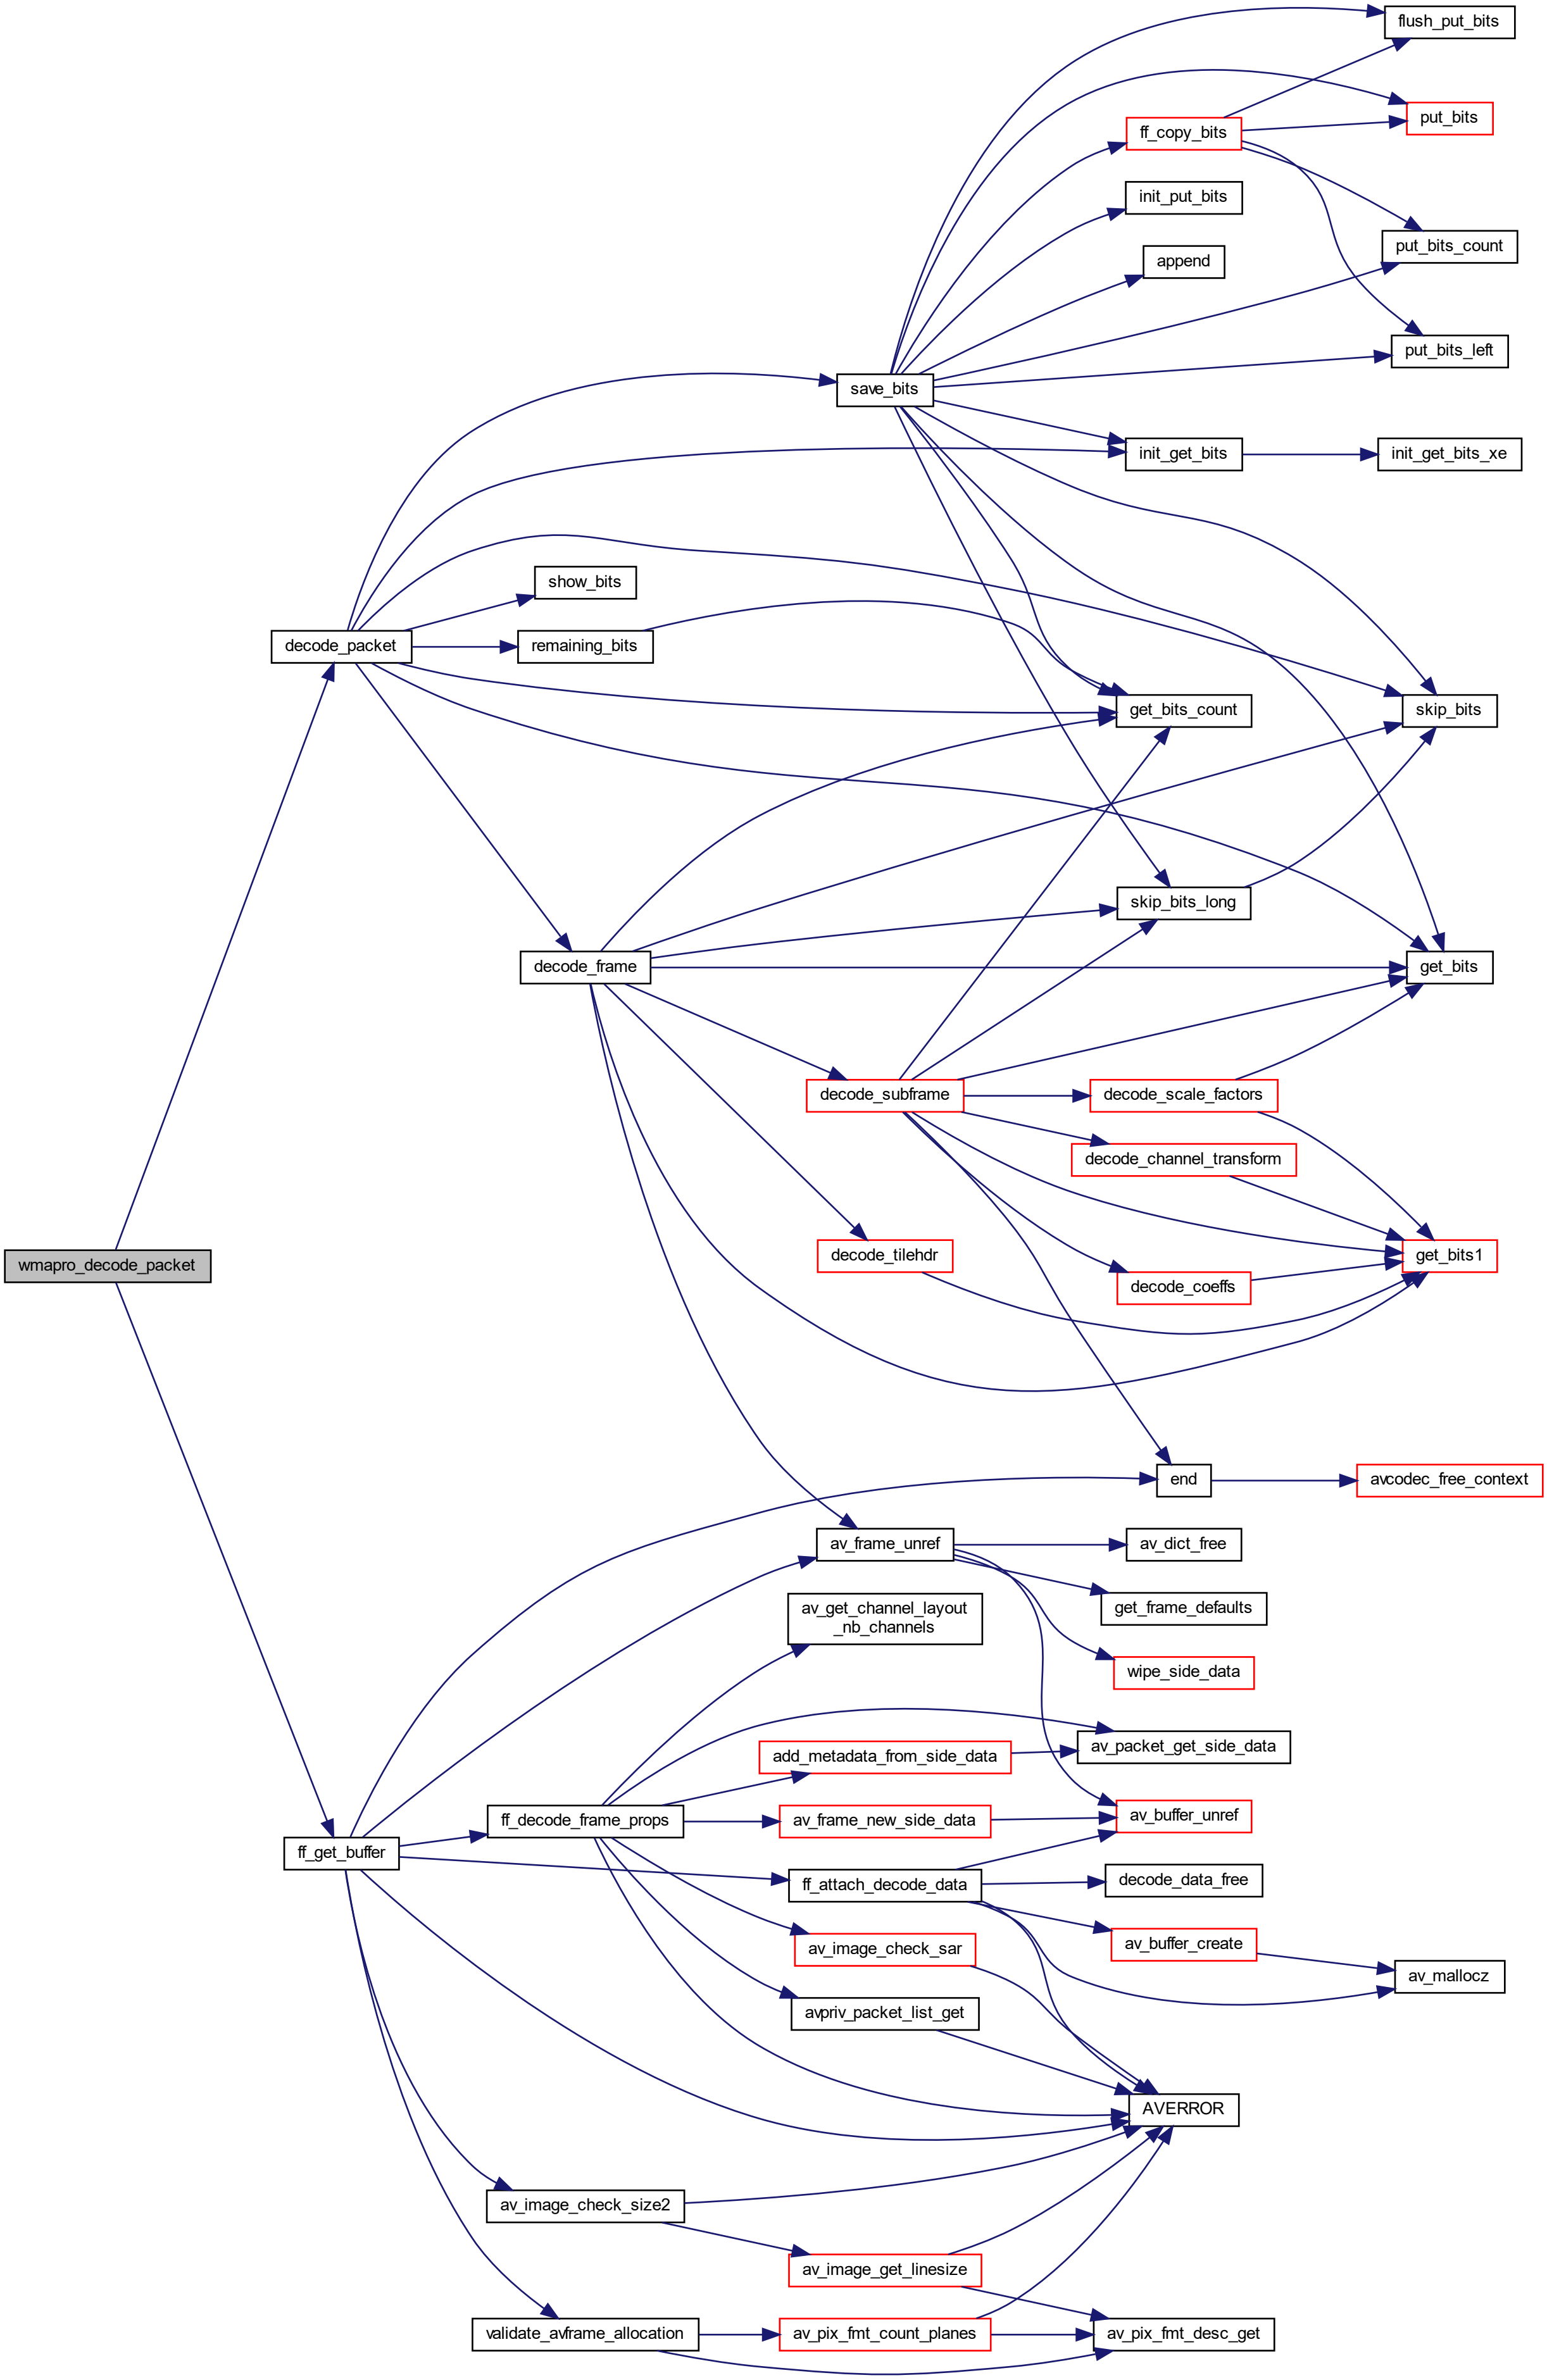 flush_put_bits
put_bits
ff_copy_bits
init_put_bits
put_bits_count
append
put_bits_left
save_bits
init_get_bits
init_get_bits_xe
show_bits
decode_packet
remaining_bits
get_bits_count
skip_bits
skip_bits_long
decode_frame
get_bits
decode_subframe
decode_scale_factors
decode_channel_transform
decode_tilehdr
get_bits1
wmapro_decode_packet
decode_coeffs
end
avcodec_free_context
av_frame_unref
av_dict_free
get_frame_defaults
av_get_channel_layout
_nb_channels
wipe_side_data
av_packet_get_side_data
add_metadata_from_side_data
ff_decode_frame_props
av_frame_new_side_data
av_buffer_unref
ff_get_buffer
ff_attach_decode_data
decode_data_free
av_image_check_sar
av_buffer_create
av_mallocz
avpriv_packet_list_get
AVERROR
av_image_check_size2
av_image_get_linesize
validate_avframe_allocation
av_pix_fmt_count_planes
av_pix_fmt_desc_get